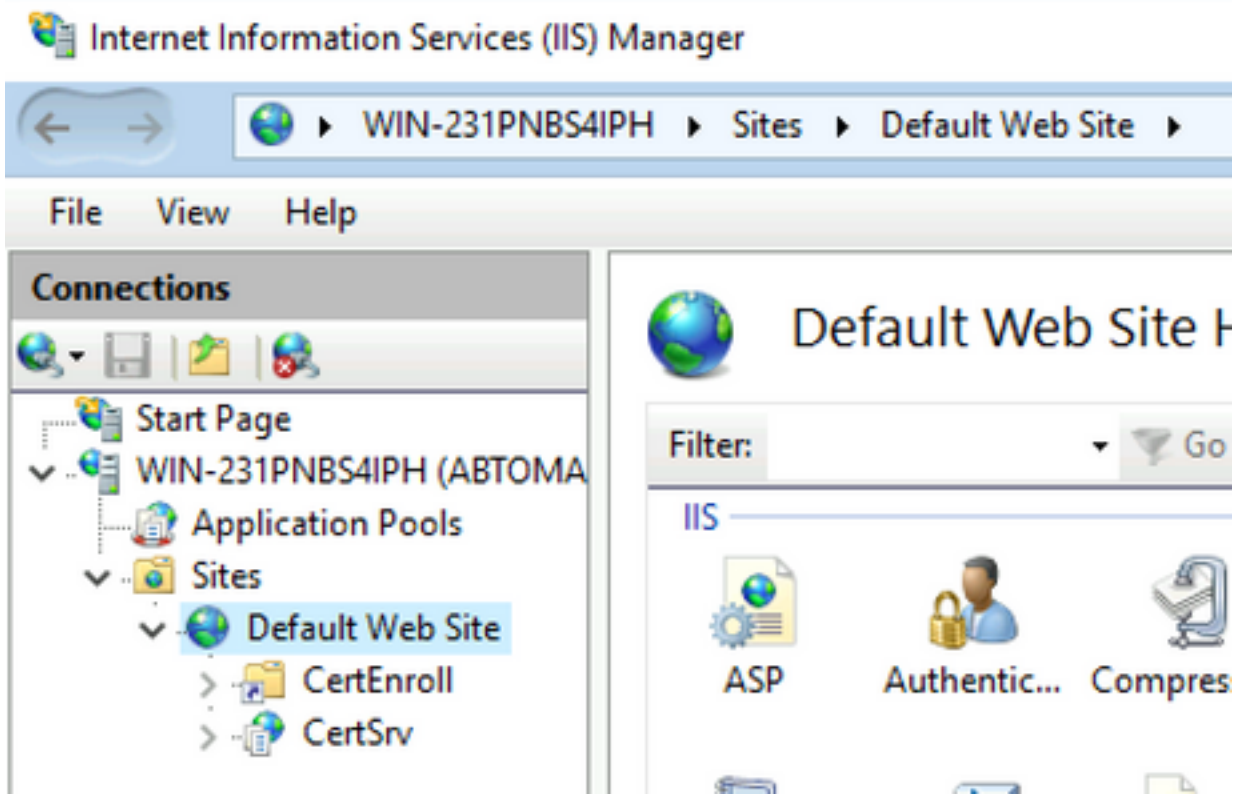 Internet Information Services (IIS) Manager
WIN-231PNBS4IPH Sites Default Web Site
File View Help
Connections
Start Page
WIN-231PNBS4IPH (ABTOMA
Application Pools
Sites
Default Web Site
CertEnroll
CertSrv
Default Web Site H
Filter: Go
IIS
ASP Authentic... Compres